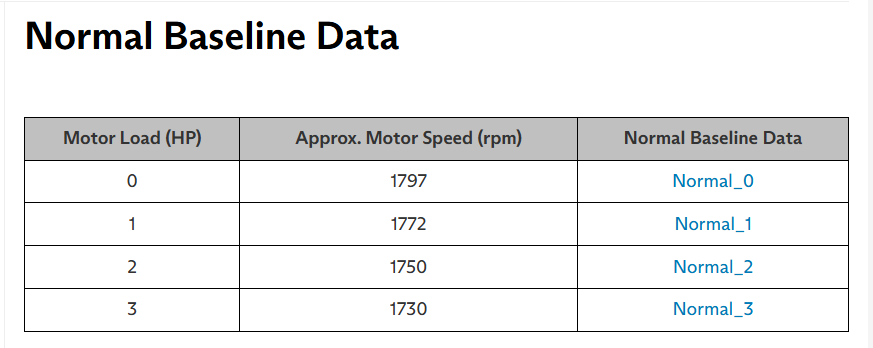 Normal Baseline Data
Motor Load (HP) Approx. Motor Speed (rpm) Normal Baseline Data
0 1797 Normal_0
1 1772 Normal_1
2 1750 Normal_2
3 1730 Normal_3